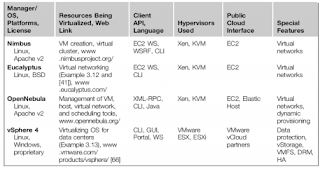 Manager/ OS, Platforms, License
Resources Being Virtualized, Web Link
Client API, Language
Hypervisors Used
Public Cloud Interface
Special Features
Nimbus Linux, Apache v2
VM creation, virtual cluster, www .nimbusproject.org/
EC2 WS, WSRF, CLI
Xen, KVM
EC2
Virtual networks
Eucalyptus Linux, BSD
Virtual networking (Example 3.12 and [41]), www .eucalyptus.com/
EC2 WS, CLI
Xen, KVM
EC2
Virtual networks
OpenNebula Linux, Apache v2
Management of VM, host, virtual network, and scheduling tools, www.opennebula.org/
XML-RPC, CLI, Java
Xen, KVM
EC2, Elastic Host
Virtual networks, dynamic provisioning
vSphere 4 Linux, Windows, proprietary
Virtualizing OS for data centers (Example 3.13), www .vmware.com/ products/vsphere/ [66]
CLI, GUI, Portal, WS
VMware ESX, ESXi
VMware vCloud partners
Data protection, vStorage, VMFS, DRM, HA